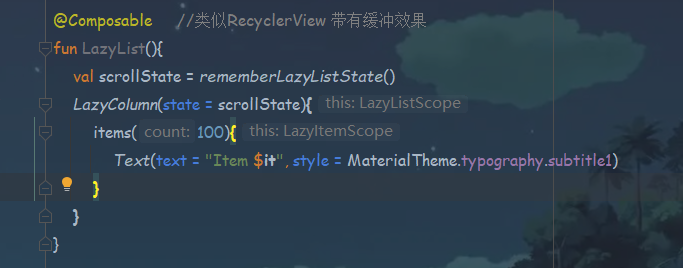 @Composable //类似RecyclerView 带有缓冲效果
fun LazyList(){
val scrollState = rememberLazyListState()
LazyColumn(state = scrollState){ this: LazyListScope
items( count: 100){ this: LazyItemScope
Text(text = "Item $it", style = MaterialTheme.typography.subtitle1)
}
}
}